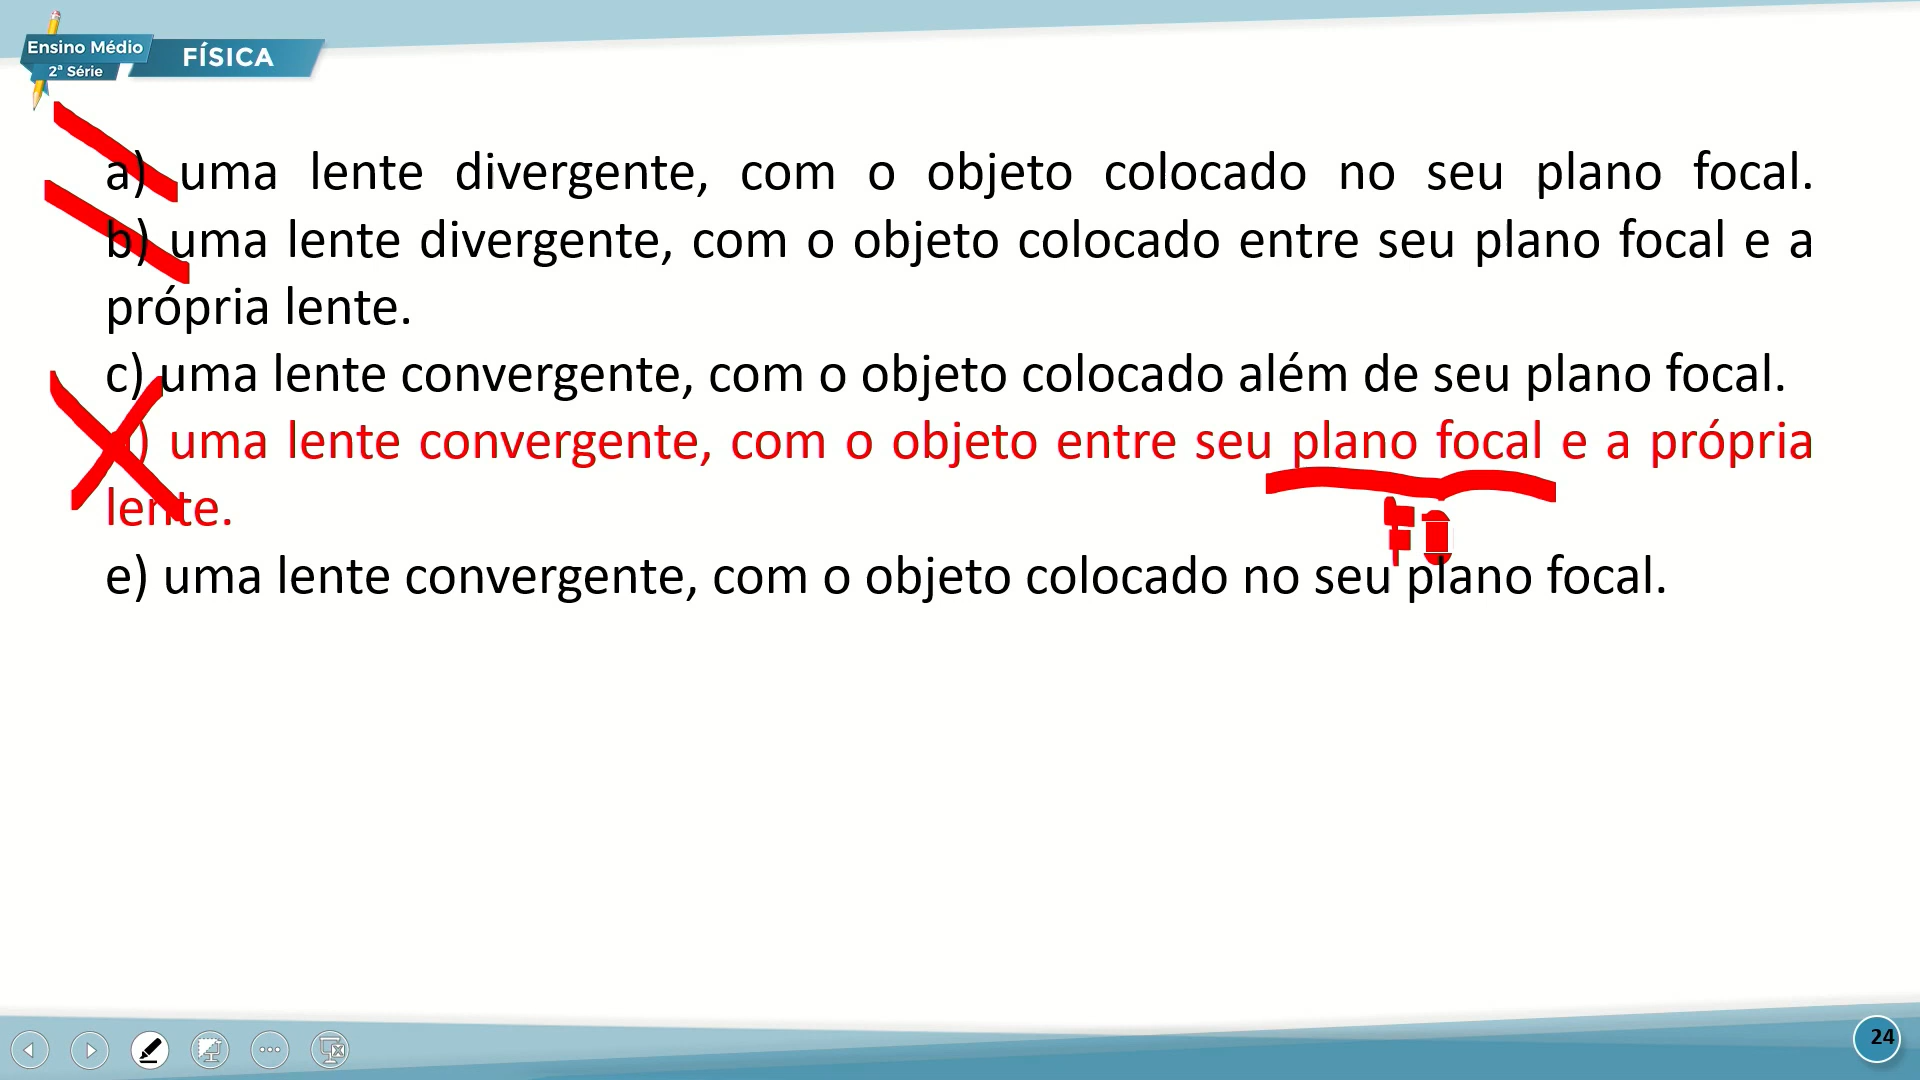 Ensino Médio
2ª Série
FÍSICA
a) uma lente divergente, com o objeto colocado no seu plano focal.
b) uma lente divergente, com o objeto colocado entre seu plano focal e a
própria lente.
c) uma lente convergente, com o objeto colocado além de seu plano focal.
) uma lente convergente, com o objeto entre seu plano focal e a própria
lente.
e) uma lente convergente, com o objeto colocado no seu plano focal.
24